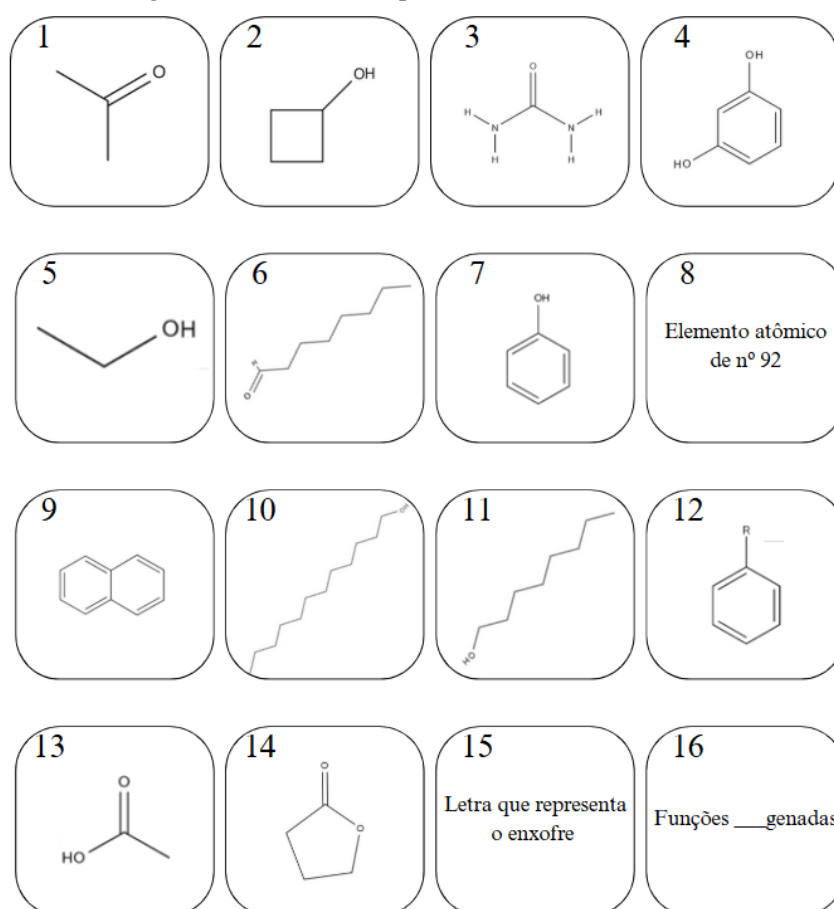 1
2
3
4
O
OH
O
H
N
N
H
H
H
OH
HO
5
6
7
8
OH
H
O
OH
Elemento atômico
de nº 92
9
10
11
12
OH
HO
R
13
14
15
16
O
HO
O
O
Letra que representa
o enxofre
Funções ___genadas